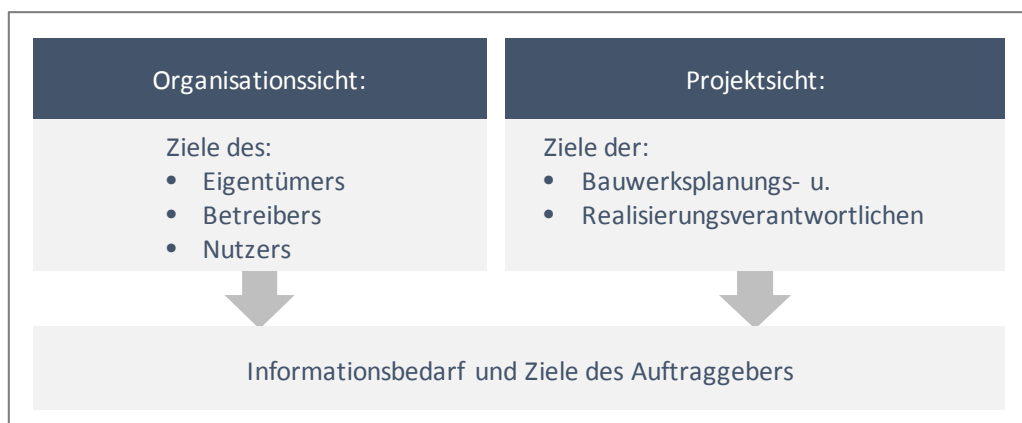 Organisationssicht:
Ziele des:
• Eigentümers
• Betreibers
• Nutzers
Projektsicht:
Ziele der:
• Bauwerksplanungs- u.
• Realisierungsverantwortlichen
Informationsbedarf und Ziele des Auftraggebers